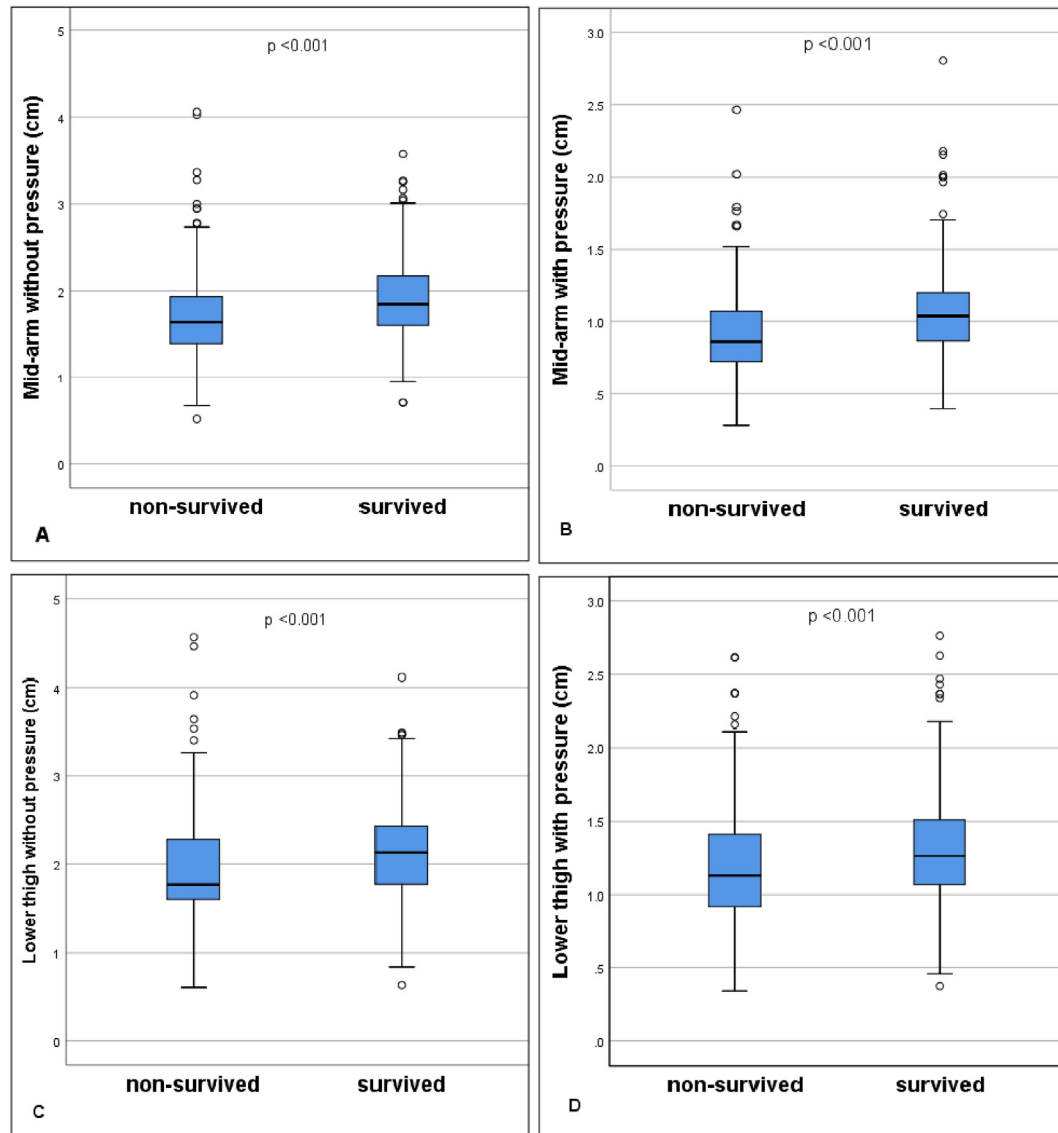 5
4
3
2
1
0
Mid-arm without pressure (cm)
p <0.001
non-survived survived
A
3.0
2.5
2.0
1.5
1.0
.5
.0
Mid-arm with pressure (cm)
p <0.001
non-survived survived
B
5
4
3
2
1
0
Lower thigh without pressure (cm)
p <0.001
non-survived survived
C
3.0
2.5
2.0
1.5
1.0
.5
.0
Lower thigh with pressure (cm)
p <0.001
non-survived survived
D